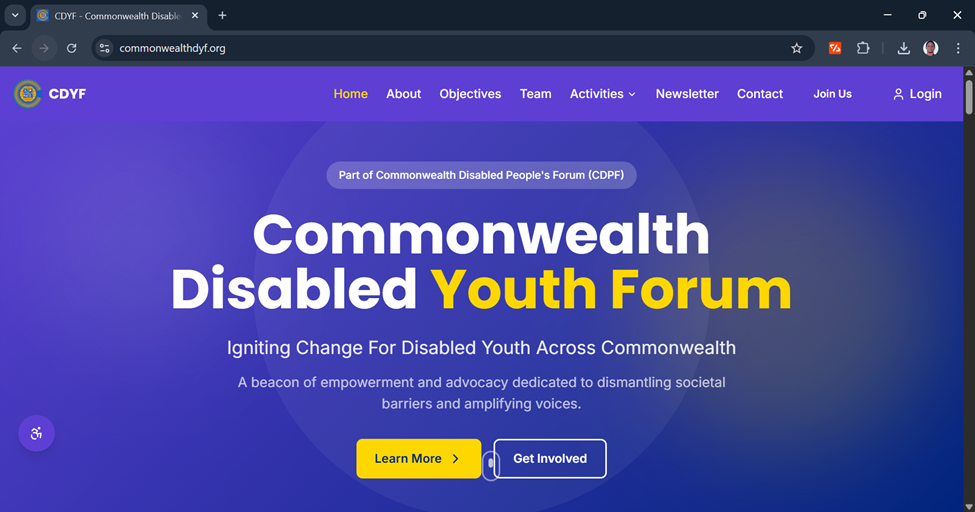 CDYF - Commonwealth Disable
commonwealthdyf.org
CDYF
Home About Objectives Team Activities Newsletter Contact Join Us Login
Part of Commonwealth Disabled People's Forum (CDPF)
Commonwealth
Disabled Youth Forum
Igniting Change For Disabled Youth Across Commonwealth
A beacon of empowerment and advocacy dedicated to dismantling societal
barriers and amplifying voices.
Learn More Get Involved